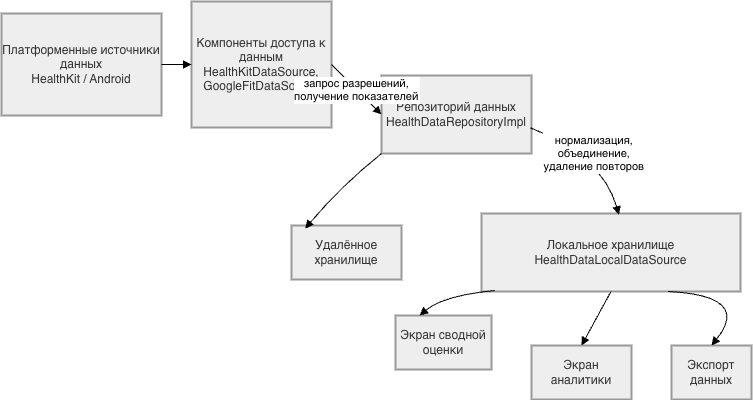 Платформенные источники
данных
HealthKit / Android
Компоненты доступа к
данным
HealthKitDataSource,
GoogleFitDataSo
запрос разрешений,
получение показателей
Репозиторий данных
HealthDataRepositoryImpl
нормализация,
объединение,
удаление повторов
Удалённое
хранилище
Локальное хранилище
HealthDataLocalDataSource
Экран сводной
оценки
Экран
аналитики
Экспорт
данных